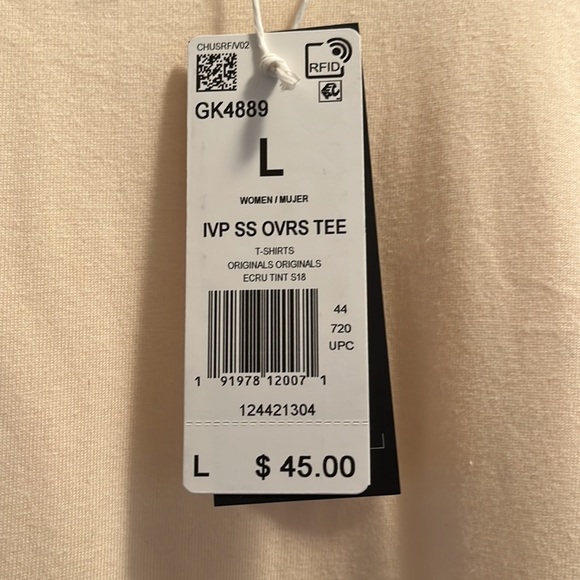 CHUSRF/V02
RFID
GK4889
L
WOMEN / MUJER
IVP SS OVRS TEE
T-SHIRTS
ORIGINALS ORIGINALS
ECRU TINT S18
44
720
UPC
1 91978 12007 1
124421304
L $ 45.00